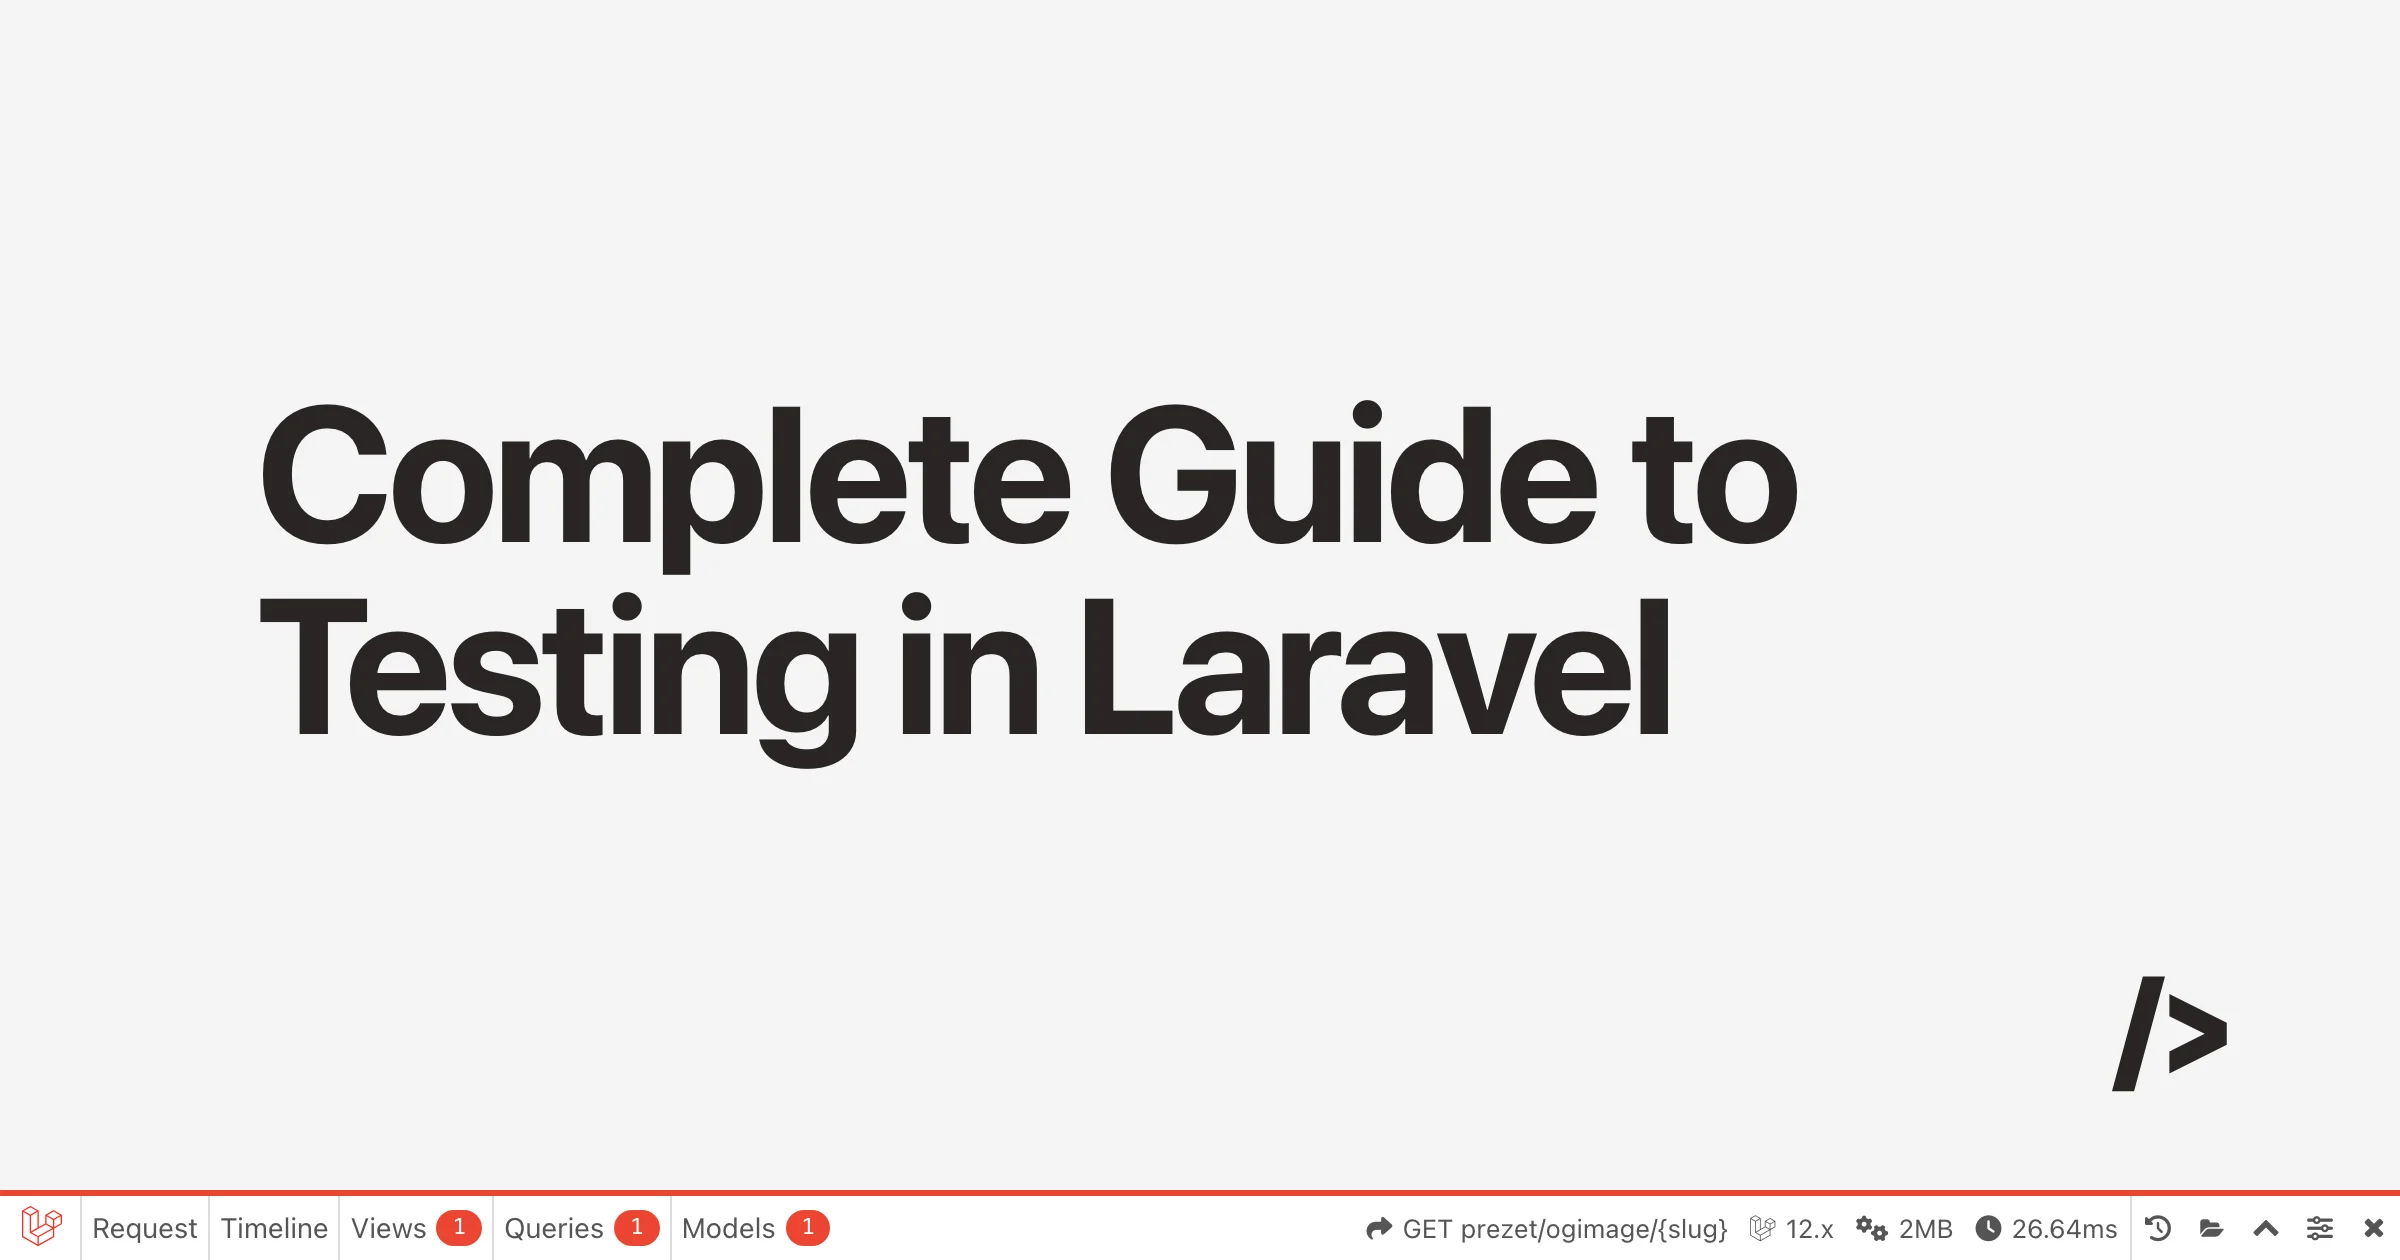 Complete Guide to
Testing in Laravel
/>
Request Timeline Views 1 Queries 1 Models 1 GET prezet/ogimage/{slug} 12.x 2MB 26.64ms